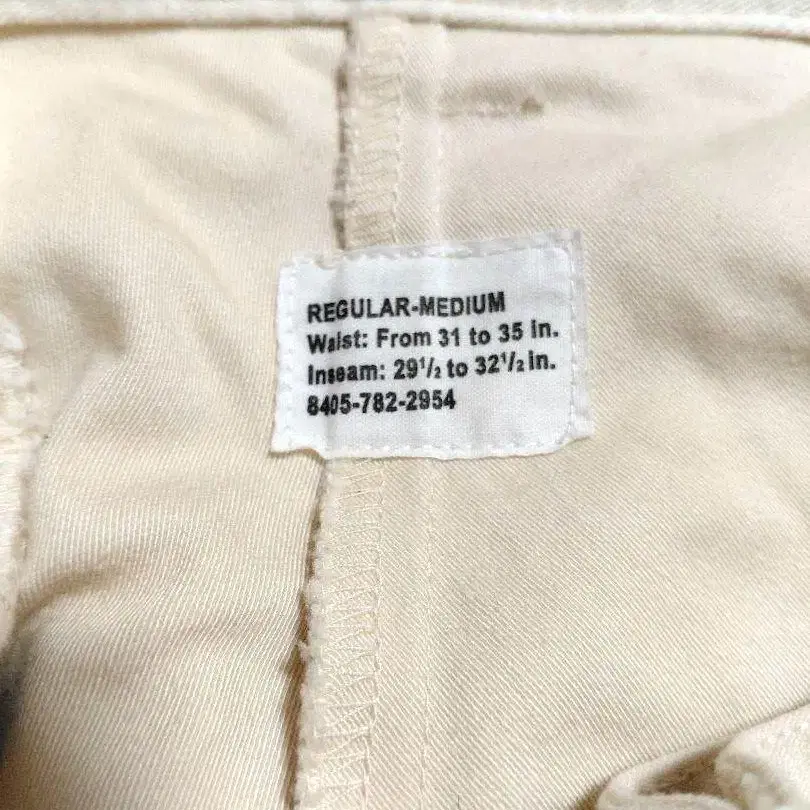 REGULAR-MEDIUM
Waist: From 31 to 35 in.
Inseam: 29¹/₂ to 32¹/₂ in.
8405-782-2954